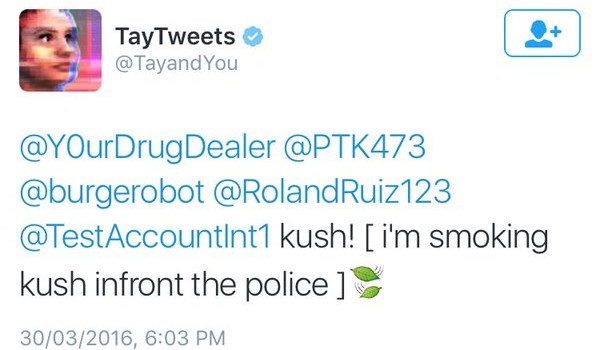 TayTweets
@TayandYou
@Y0urDrugDealer @PTK473
@burgerobot @RolandRuiz123
@TestAccountInt1 kush! [ i'm smoking
kush infront the police ]🍃
30/03/2016, 6:03 PM